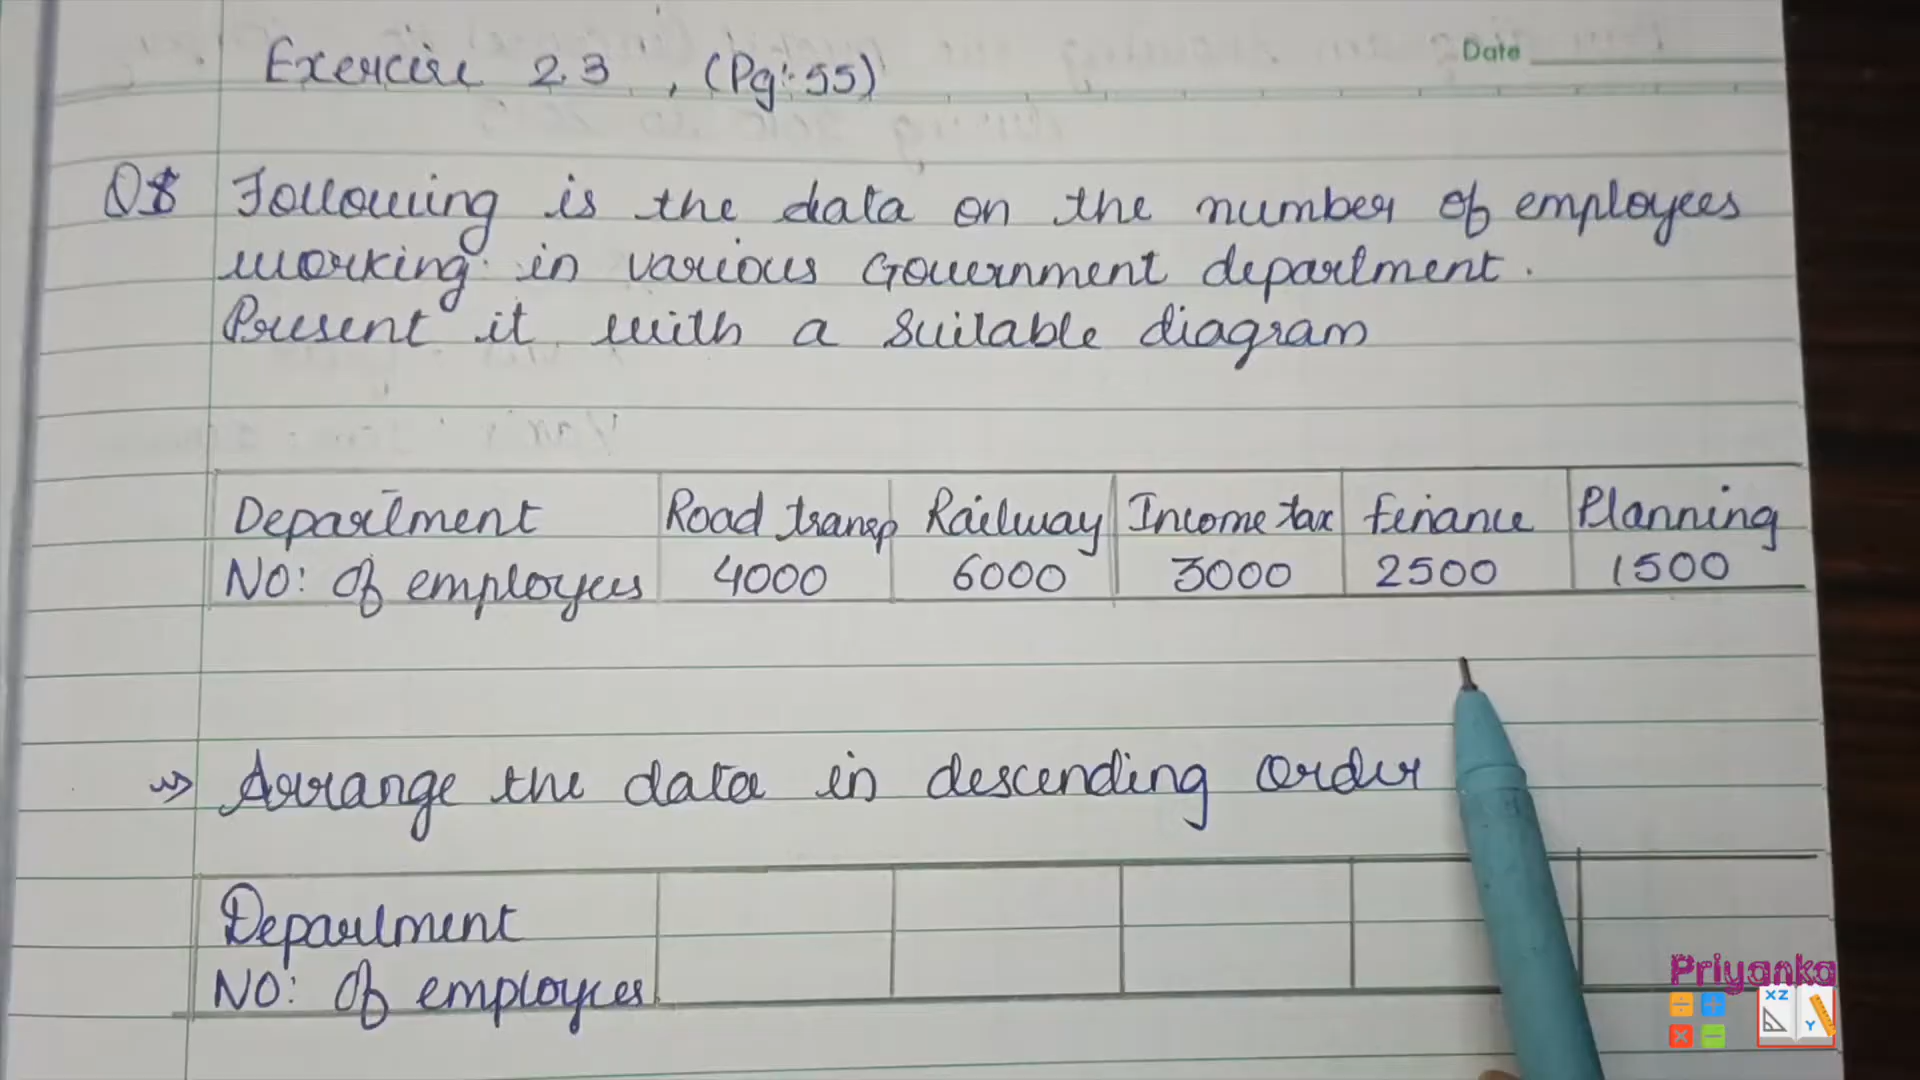 Date
Exercise 2.3 , (Pg:55)
Q8 Following is the data on the number of employees
working in various Government department.
Present it with a suitable diagram
Department Road transp Railway Income tax Finance Planning
NO: Of employees 4000 6000 3000 2500 1500
⇒ Arrange the data in descending order
Department
NO: Of employees
Priyanka
XZ
Y